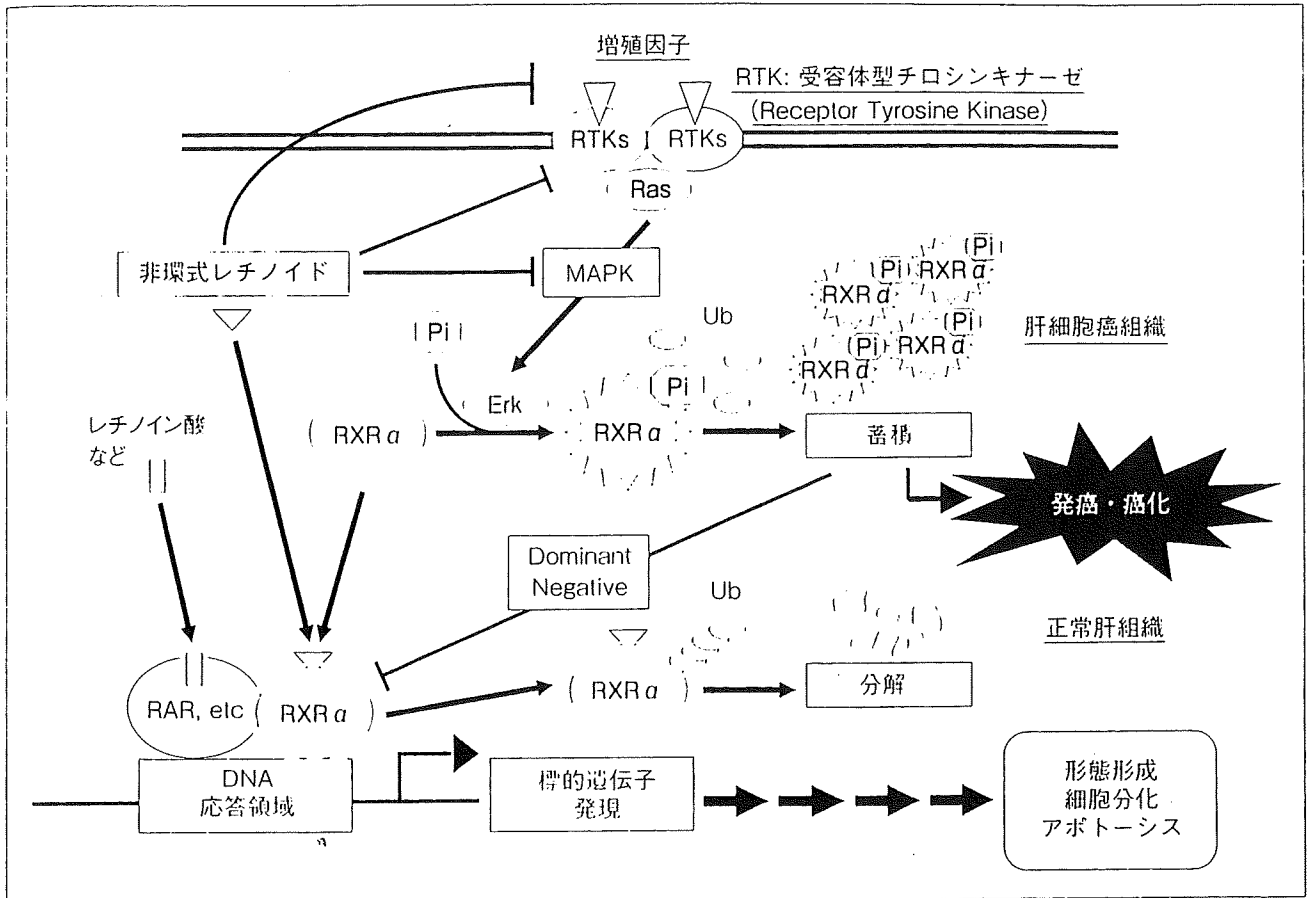 増殖因子
RTK: 受容体型チロシンキナーゼ
(Receptor Tyrosine Kinase)
RTKs
RTKs
Ras
非環式レチノイド
MAPK
Pi
Pi
RXRα
Pi
RXRα
Pi
RXRα
Pi
RXRα
Ub
肝細胞癌組織
Pi
Erk
レチノイン酸
など
RXRα
RXRα
蓄積
発癌・癌化
Dominant
Negative
Ub
正常肝組織
RXRα
分解
RAR, etc
RXRα
DNA
応答領域
標的遺伝子
発現
形態形成
細胞分化
アポトーシス